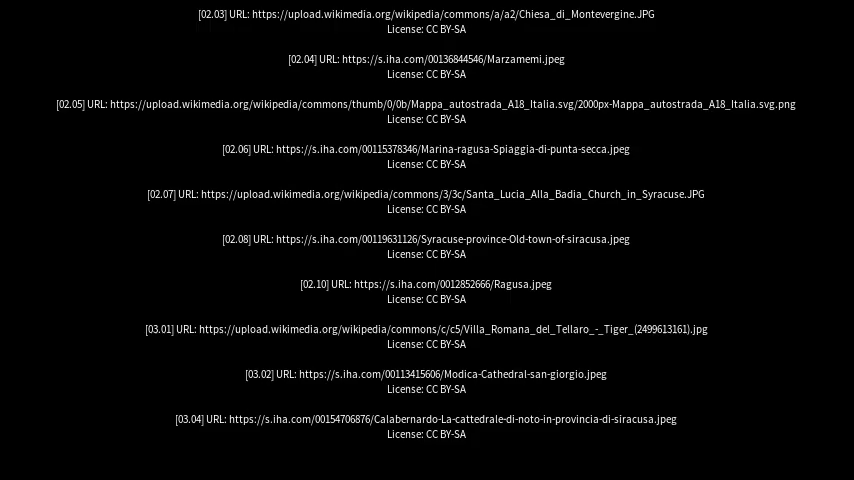 [02.03] URL: https://upload.wikimedia.org/wikipedia/commons/a/a2/Chiesa_di_Montevergine.JPG
License: CC BY-SA
[02.04] URL: https://s.iha.com/00136844546/Marzamemi.jpeg
License: CC BY-SA
[02.05] URL: https://upload.wikimedia.org/wikipedia/commons/thumb/0/0b/Mappa_autostrada_A18_Italia.svg/2000px-Mappa_autostrada_A18_Italia.svg.png
License: CC BY-SA
[02.06] URL: https://s.iha.com/00115378346/Marina-ragusa-Spiaggia-di-punta-secca.jpeg
License: CC BY-SA
[02.07] URL: https://upload.wikimedia.org/wikipedia/commons/3/3c/Santa_Lucia_Alla_Badia_Church_in_Syracuse.JPG
License: CC BY-SA
[02.08] URL: https://s.iha.com/00119631126/Syracuse-province-Old-town-of-siracusa.jpeg
License: CC BY-SA
[02.10] URL: https://s.iha.com/0012852666/Ragusa.jpeg
License: CC BY-SA
[03.01] URL: https://upload.wikimedia.org/wikipedia/commons/c/c5/Villa_Romana_del_Tellaro_-_Tiger_(2499613161).jpg
License: CC BY-SA
[03.02] URL: https://s.iha.com/00113415606/Modica-Cathedral-san-giorgio.jpeg
License: CC BY-SA
[03.04] URL: https://s.iha.com/00154706876/Calabernardo-La-cattedrale-di-noto-in-provincia-di-siracusa.jpeg
License: CC BY-SA